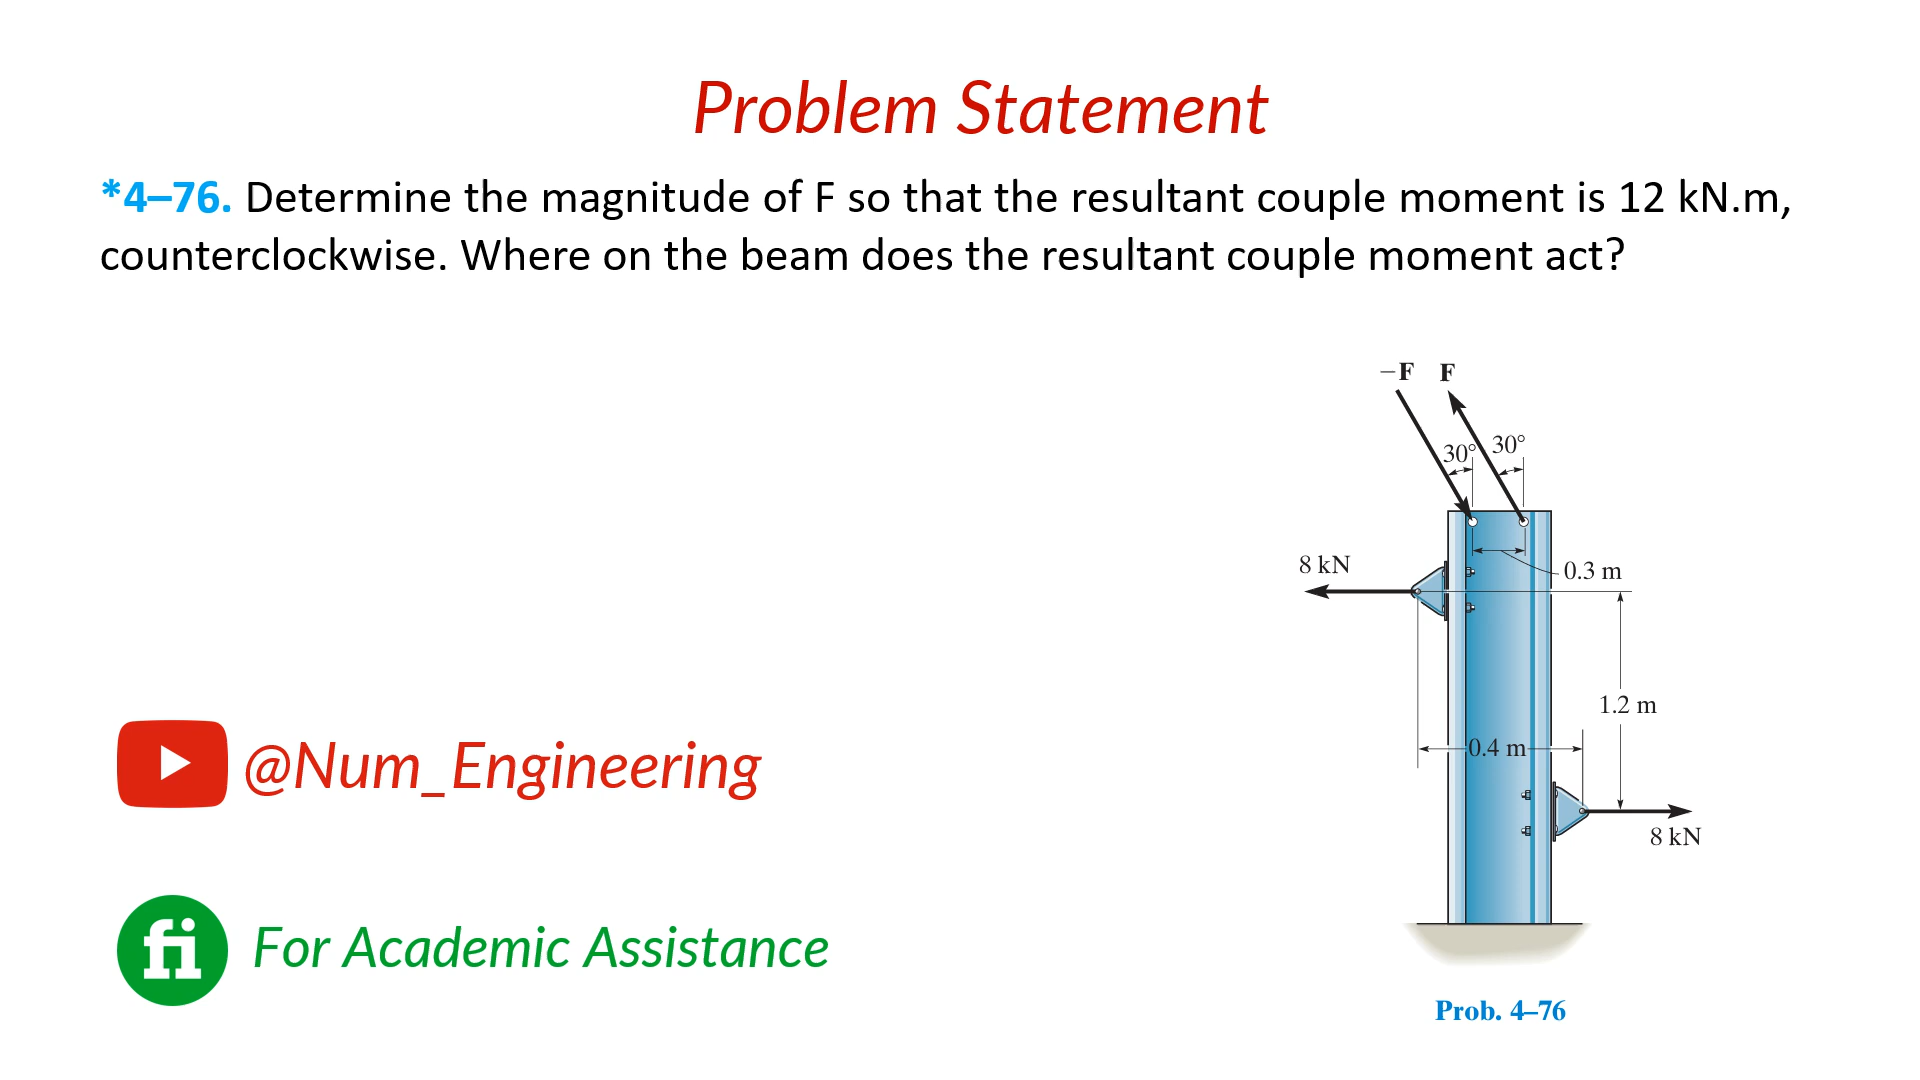 Problem Statement
*4–76. Determine the magnitude of F so that the resultant couple moment is 12 kN.m,
counterclockwise. Where on the beam does the resultant couple moment act?
−F F
30° 30°
8 kN
0.3 m
1.2 m
0.4 m
8 kN
@Num_Engineering
fi For Academic Assistance
Prob. 4–76